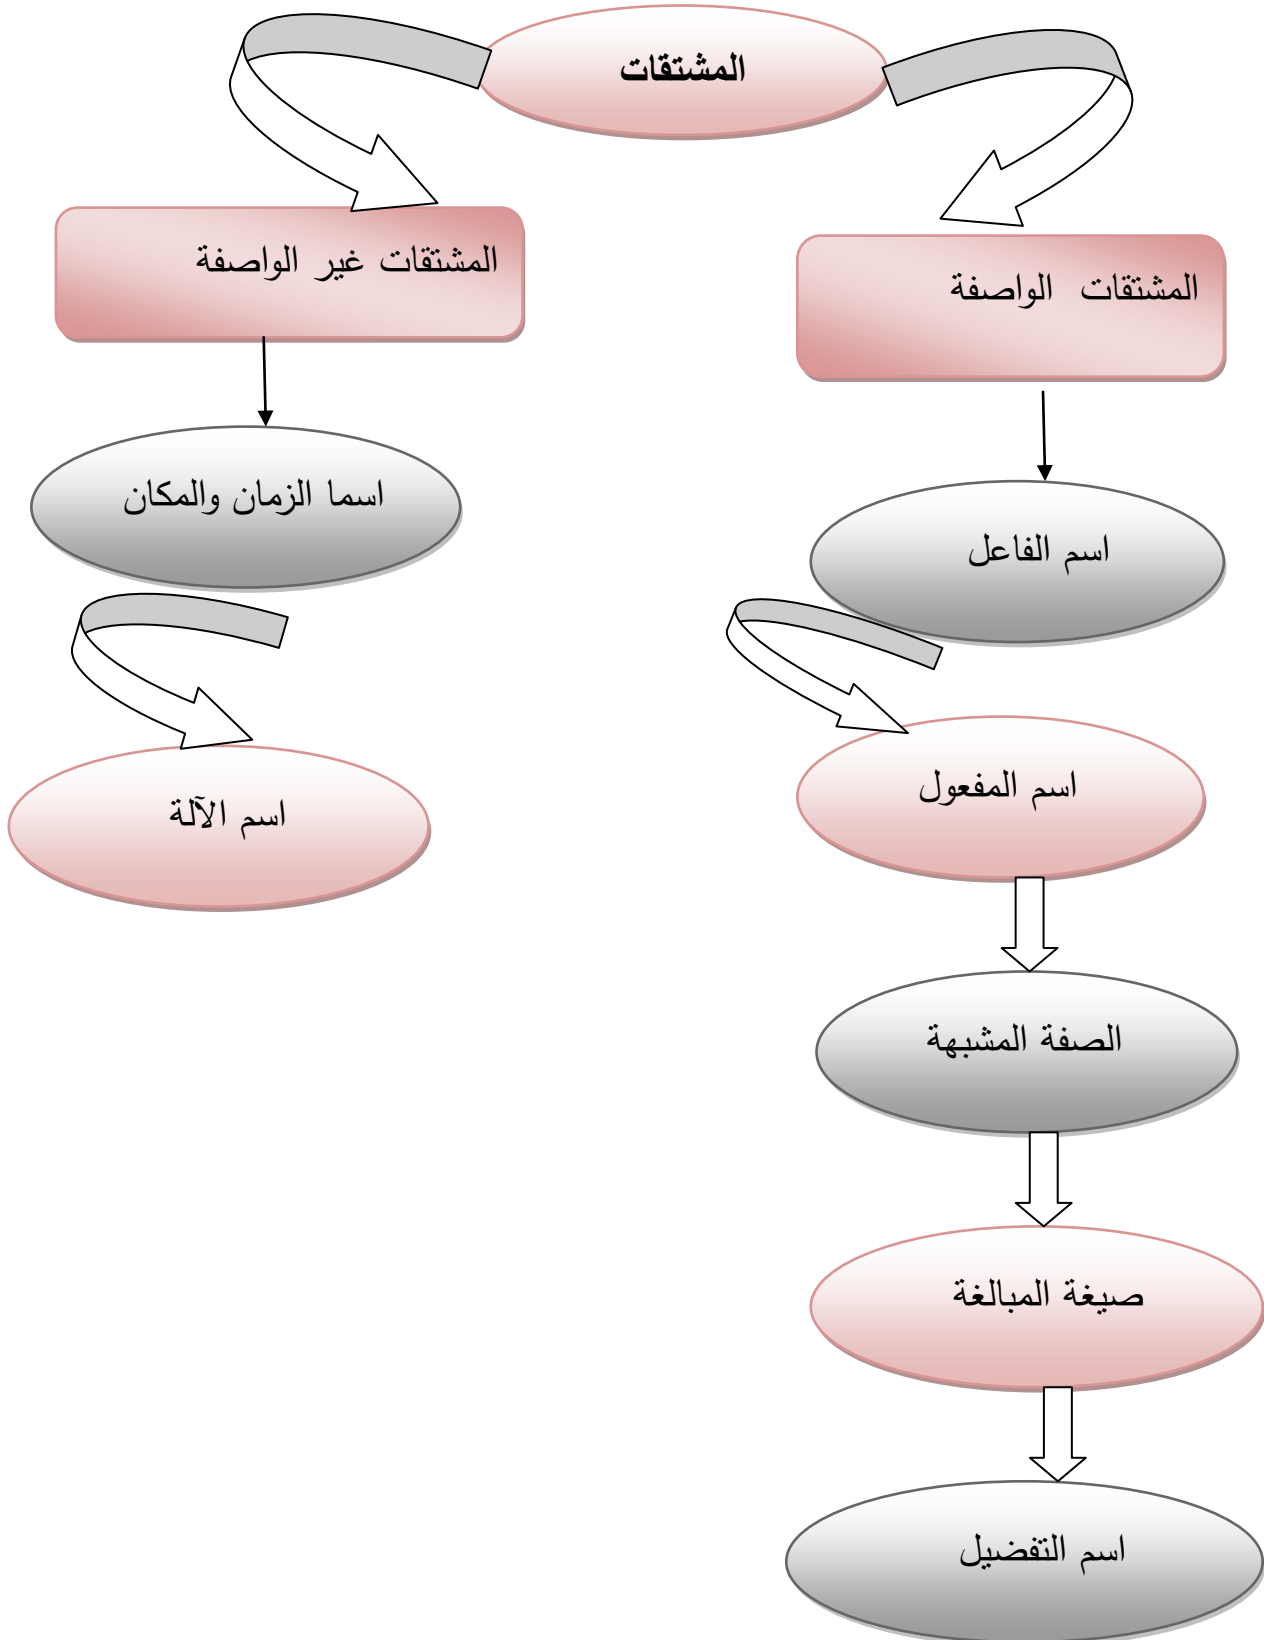 المشتقات
المشتقات الواصفة
المشتقات غير الواصفة
اسم الفاعل
اسما الزمان والمكان
اسم المفعول
اسم الآلة
الصفة المشبهة
صيغة المبالغة
اسم التفضيل